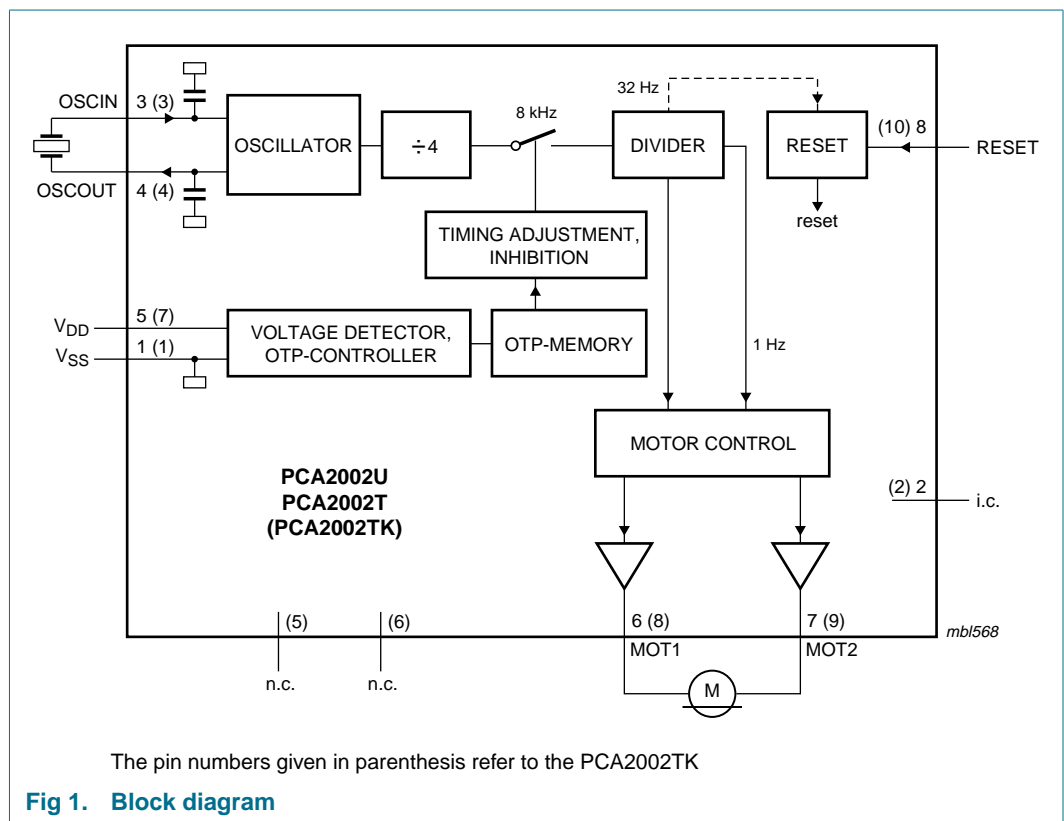 32 Hz
OSCIN
3 (3)
8 kHz
OSCILLATOR
÷4
DIVIDER
RESET
(10) 8
RESET
OSCOUT
4 (4)
reset
TIMING ADJUSTMENT,
INHIBITION
VDD
5 (7)
VSS
1 (1)
VOLTAGE DETECTOR,
OTP-CONTROLLER
OTP-MEMORY
1 Hz
MOTOR CONTROL
PCA2002U
PCA2002T
(PCA2002TK)
(2) 2
i.c.
(5)
(6)
6 (8)
7 (9)
mbl568
MOT1
MOT2
n.c.
n.c.
M
The pin numbers given in parenthesis refer to the PCA2002TK
Fig 1. Block diagram